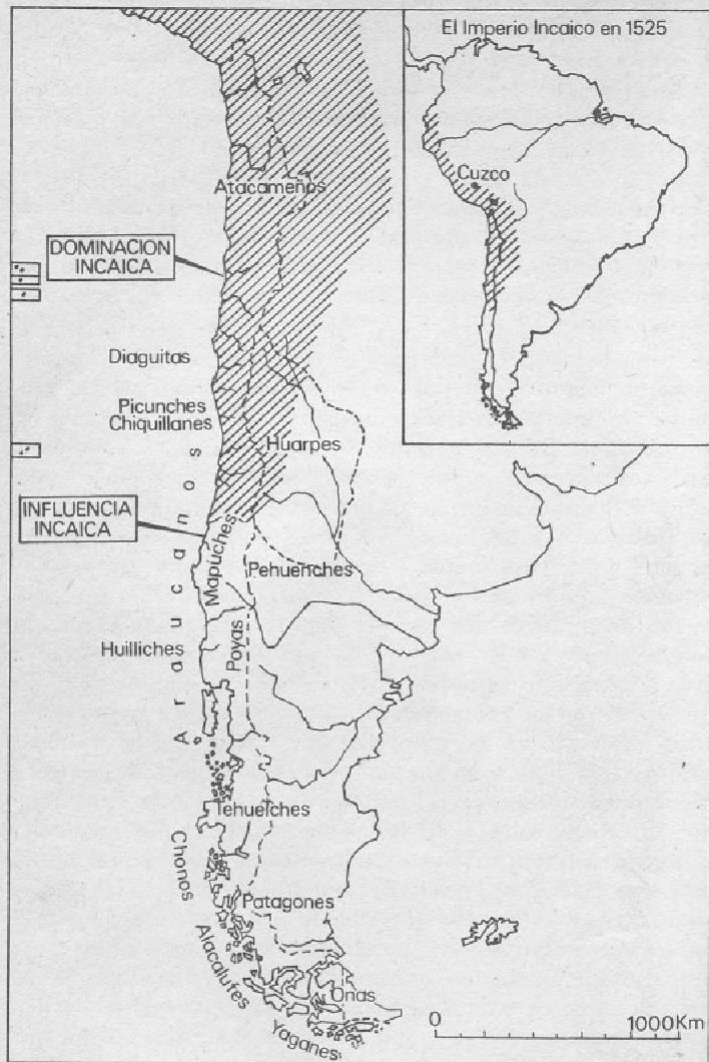 El Imperio Incaico en 1525
Cuzco
Atacameños
DOMINACION
INCAICA
Diaguitas
Picunches
Chiquillanes
Huarpes
INFLUENCIA
INCAICA
Araucanos
Mapuches
Pehuenches
Huilliches
Poyas
Tehuelches
Chonos
Patagones
Alacalufes
Onas
Yaganes
0 1000Km